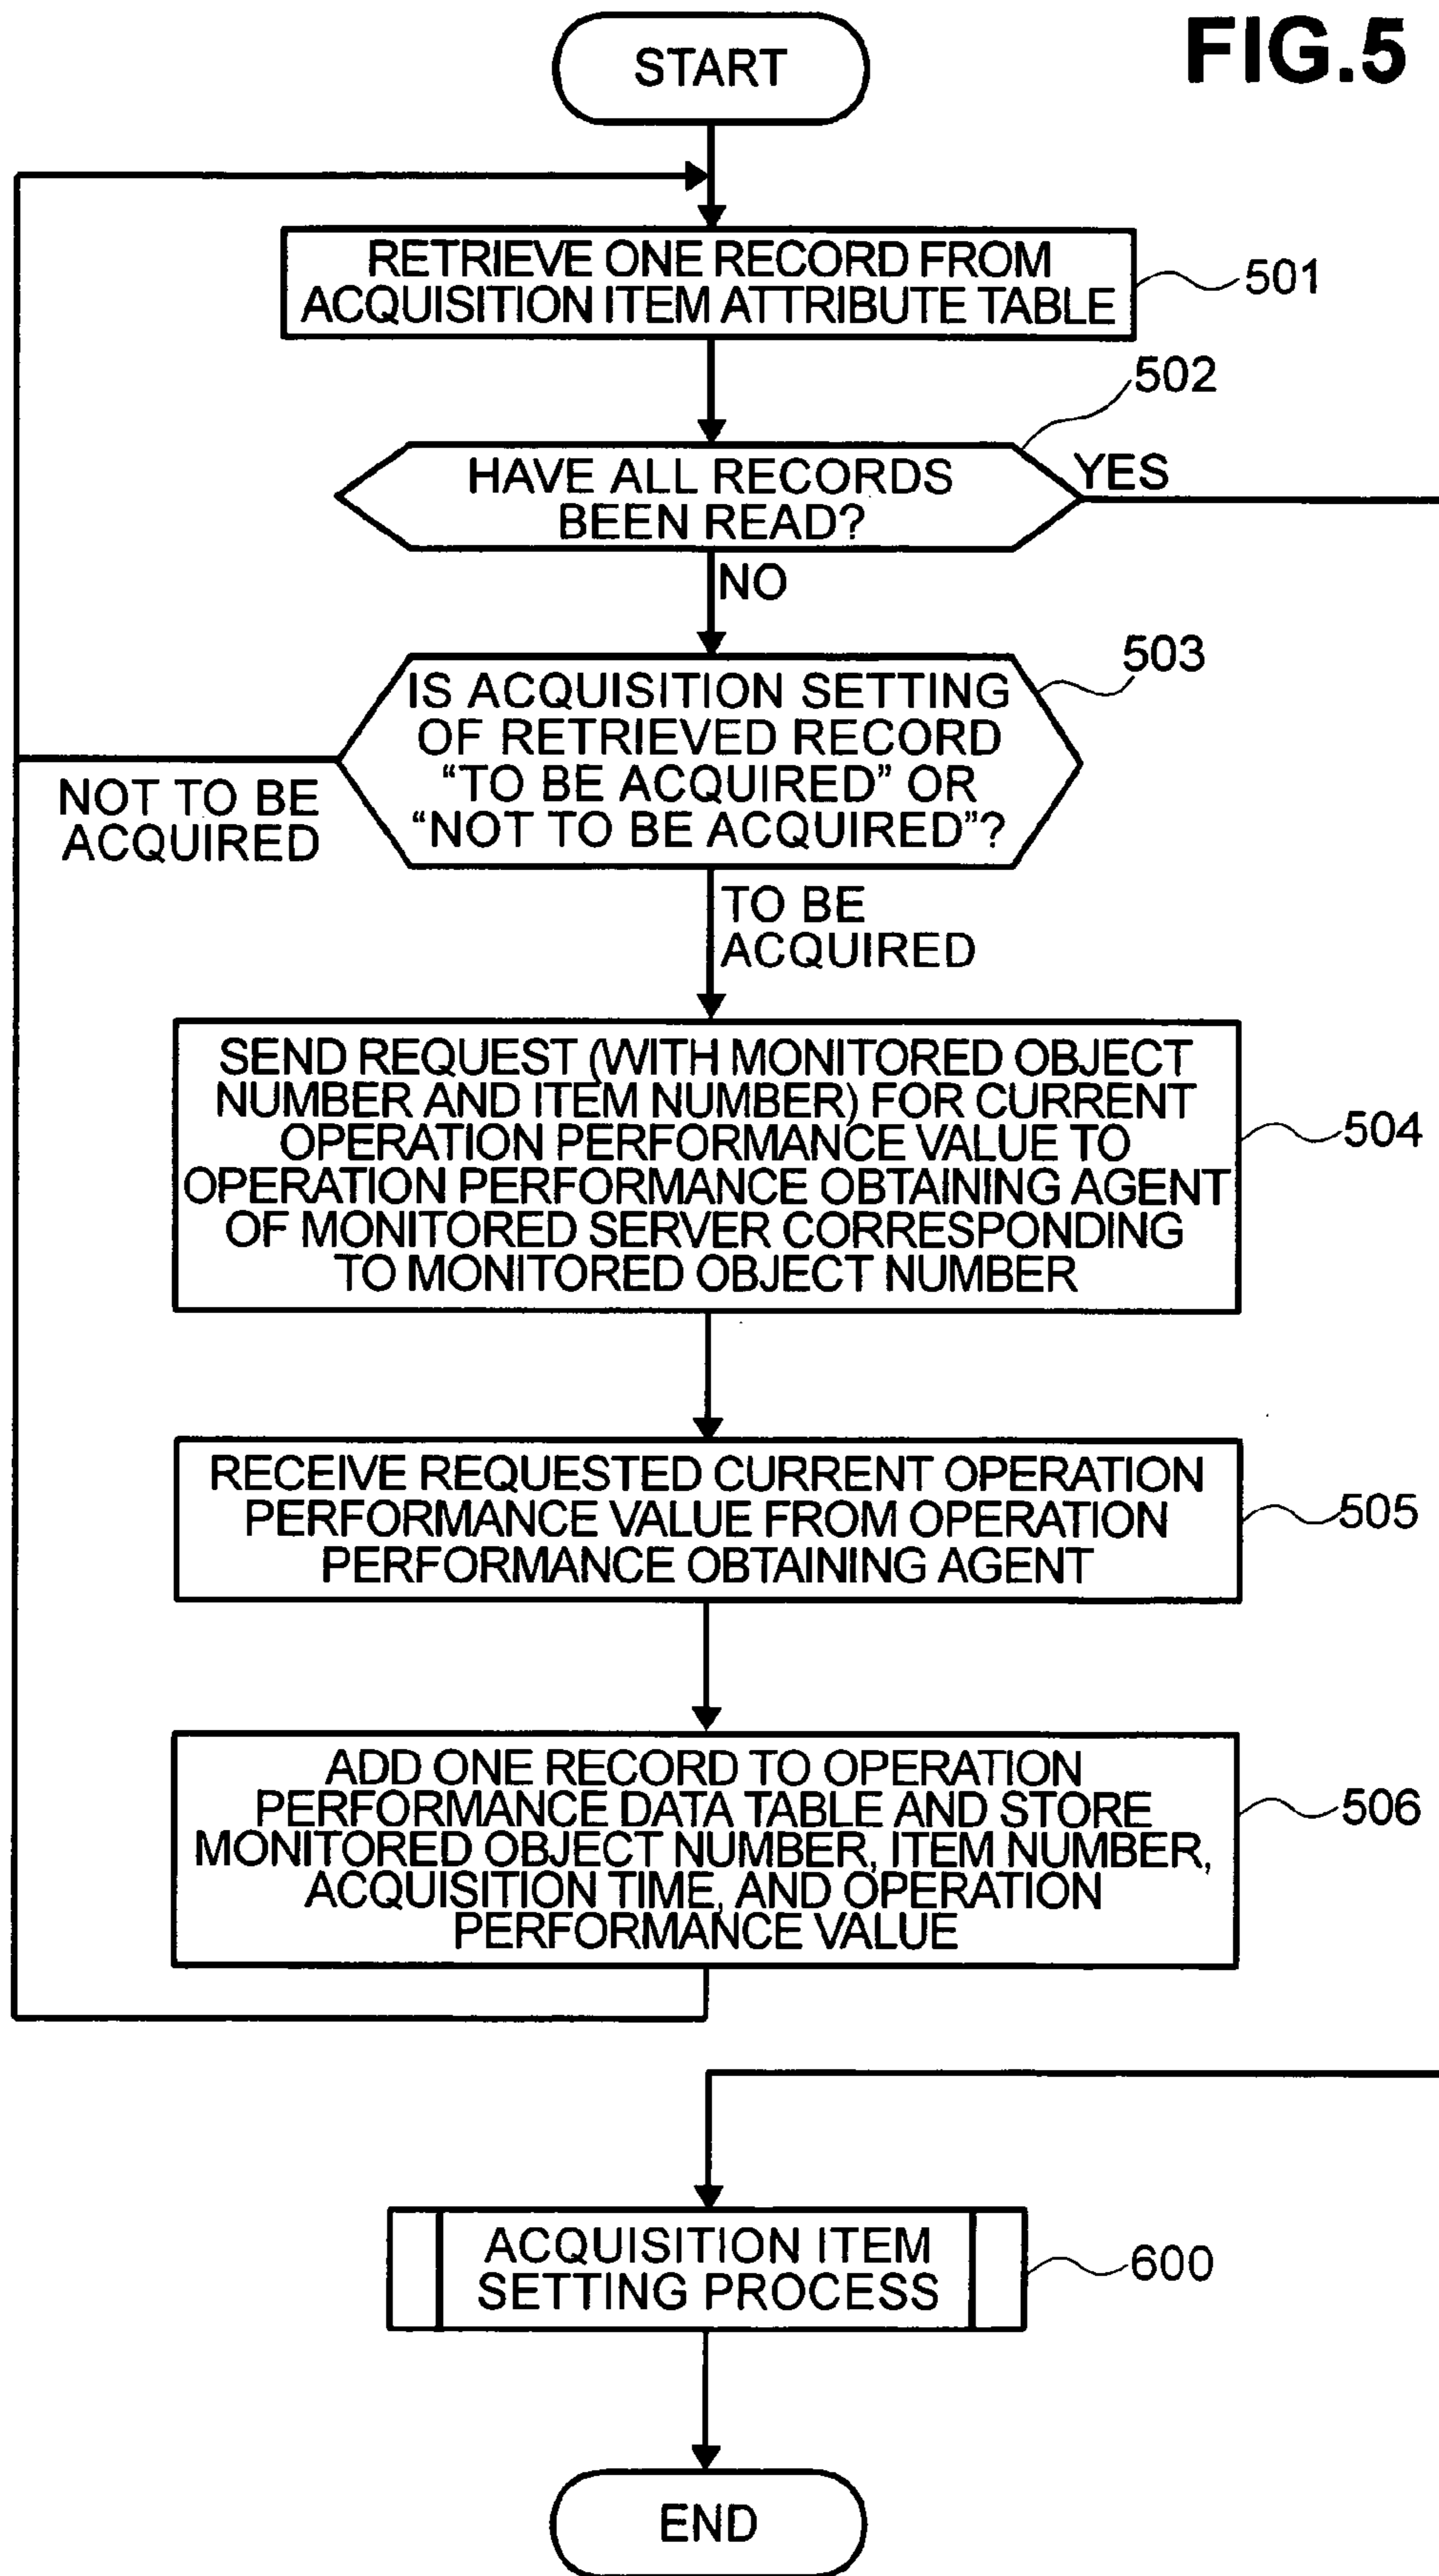 FIG.5
START
RETRIEVE ONE RECORD FROM
ACQUISITION ITEM ATTRIBUTE TABLE
501
502
HAVE ALL RECORDS
BEEN READ?
YES
NO
503
IS ACQUISITION SETTING
OF RETRIEVED RECORD
“TO BE ACQUIRED” OR
“NOT TO BE ACQUIRED”?
NOT TO BE
ACQUIRED
TO BE
ACQUIRED
SEND REQUEST (WITH MONITORED OBJECT
NUMBER AND ITEM NUMBER) FOR CURRENT
OPERATION PERFORMANCE VALUE TO
OPERATION PERFORMANCE OBTAINING AGENT
OF MONITORED SERVER CORRESPONDING
TO MONITORED OBJECT NUMBER
504
RECEIVE REQUESTED CURRENT OPERATION
PERFORMANCE VALUE FROM OPERATION
PERFORMANCE OBTAINING AGENT
505
ADD ONE RECORD TO OPERATION
PERFORMANCE DATA TABLE AND STORE
MONITORED OBJECT NUMBER, ITEM NUMBER,
ACQUISITION TIME, AND OPERATION
PERFORMANCE VALUE
506
ACQUISITION ITEM
SETTING PROCESS
600
END